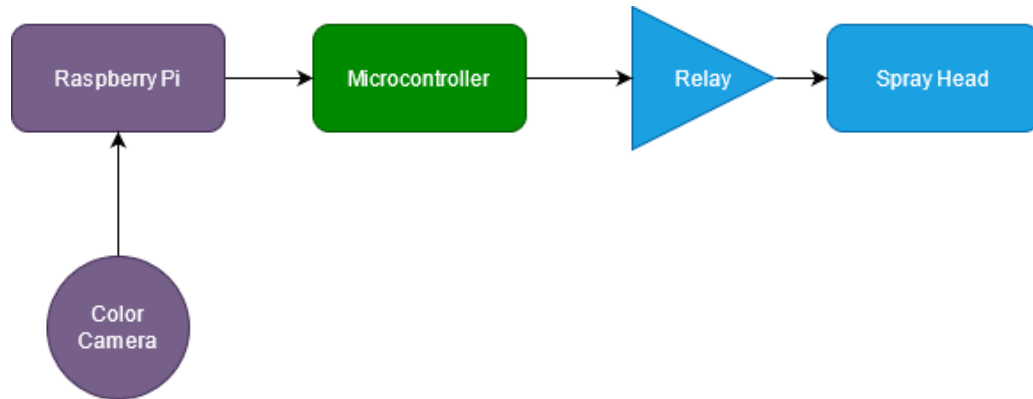 Raspberry Pi
Microcontroller
Relay
Spray Head
Color
Camera